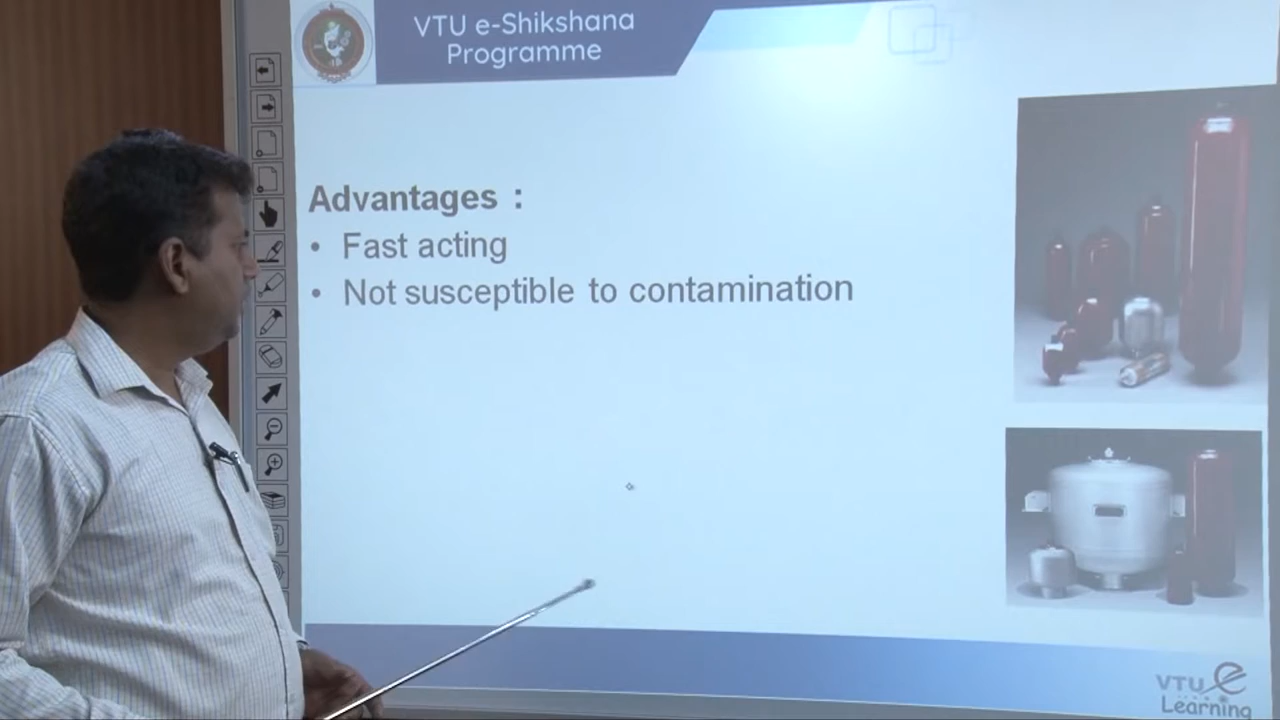 VTU e-Shikshana
Programme
Advantages :
• Fast acting
• Not susceptible to contamination
VTU e
Learning